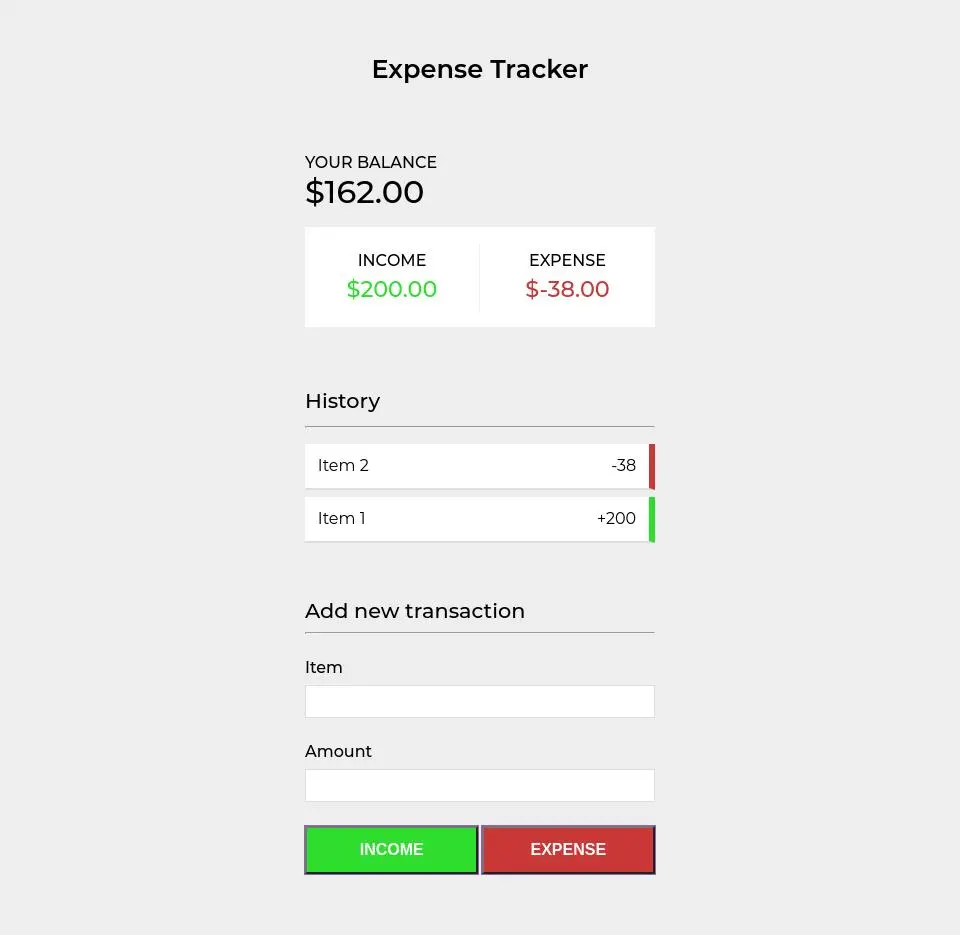 Expense Tracker
YOUR BALANCE
$162.00
INCOME EXPENSE
$200.00 $-38.00
History
Item 2 -38
Item 1 +200
Add new transaction
Item
Amount
INCOME EXPENSE